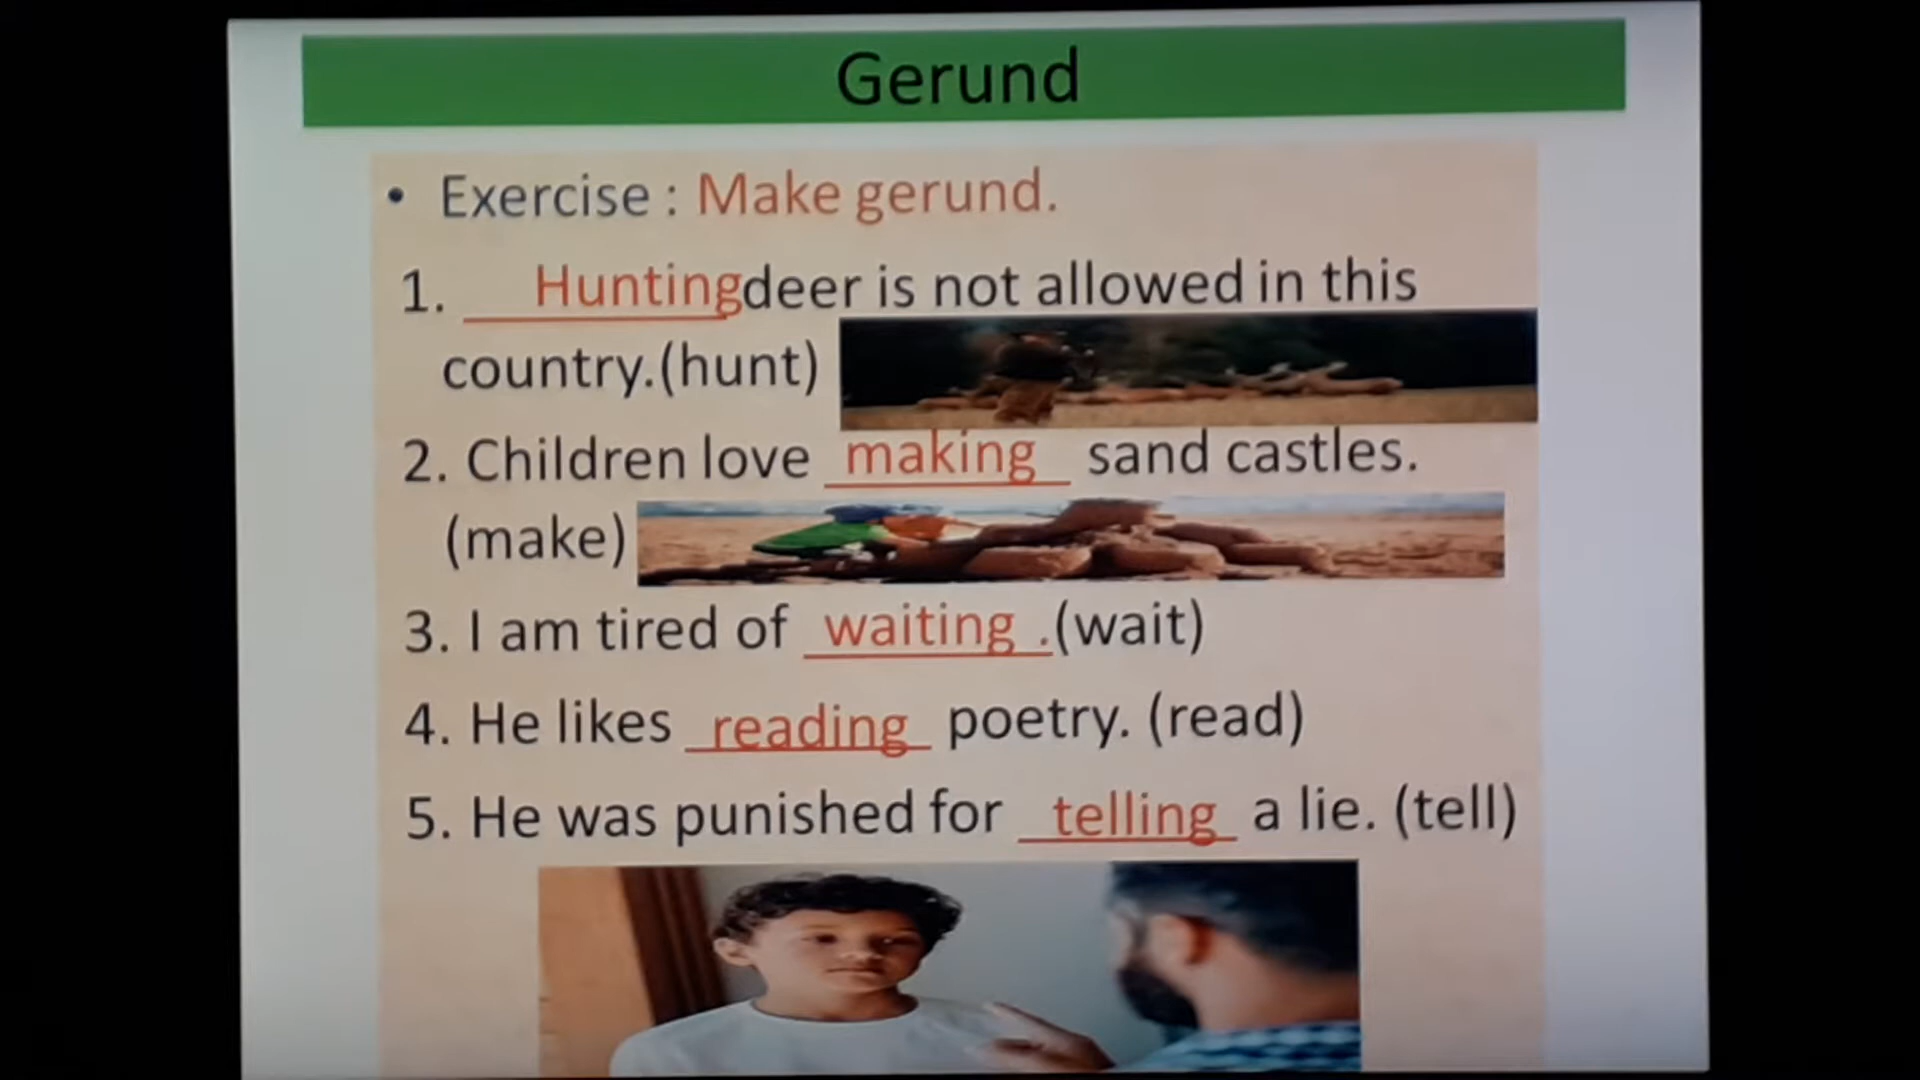 Gerund
• Exercise : Make gerund.
1. Hunting deer is not allowed in this
country.(hunt)
2. Children love making sand castles.
(make)
3. I am tired of waiting .(wait)
4. He likes reading poetry. (read)
5. He was punished for telling a lie. (tell)